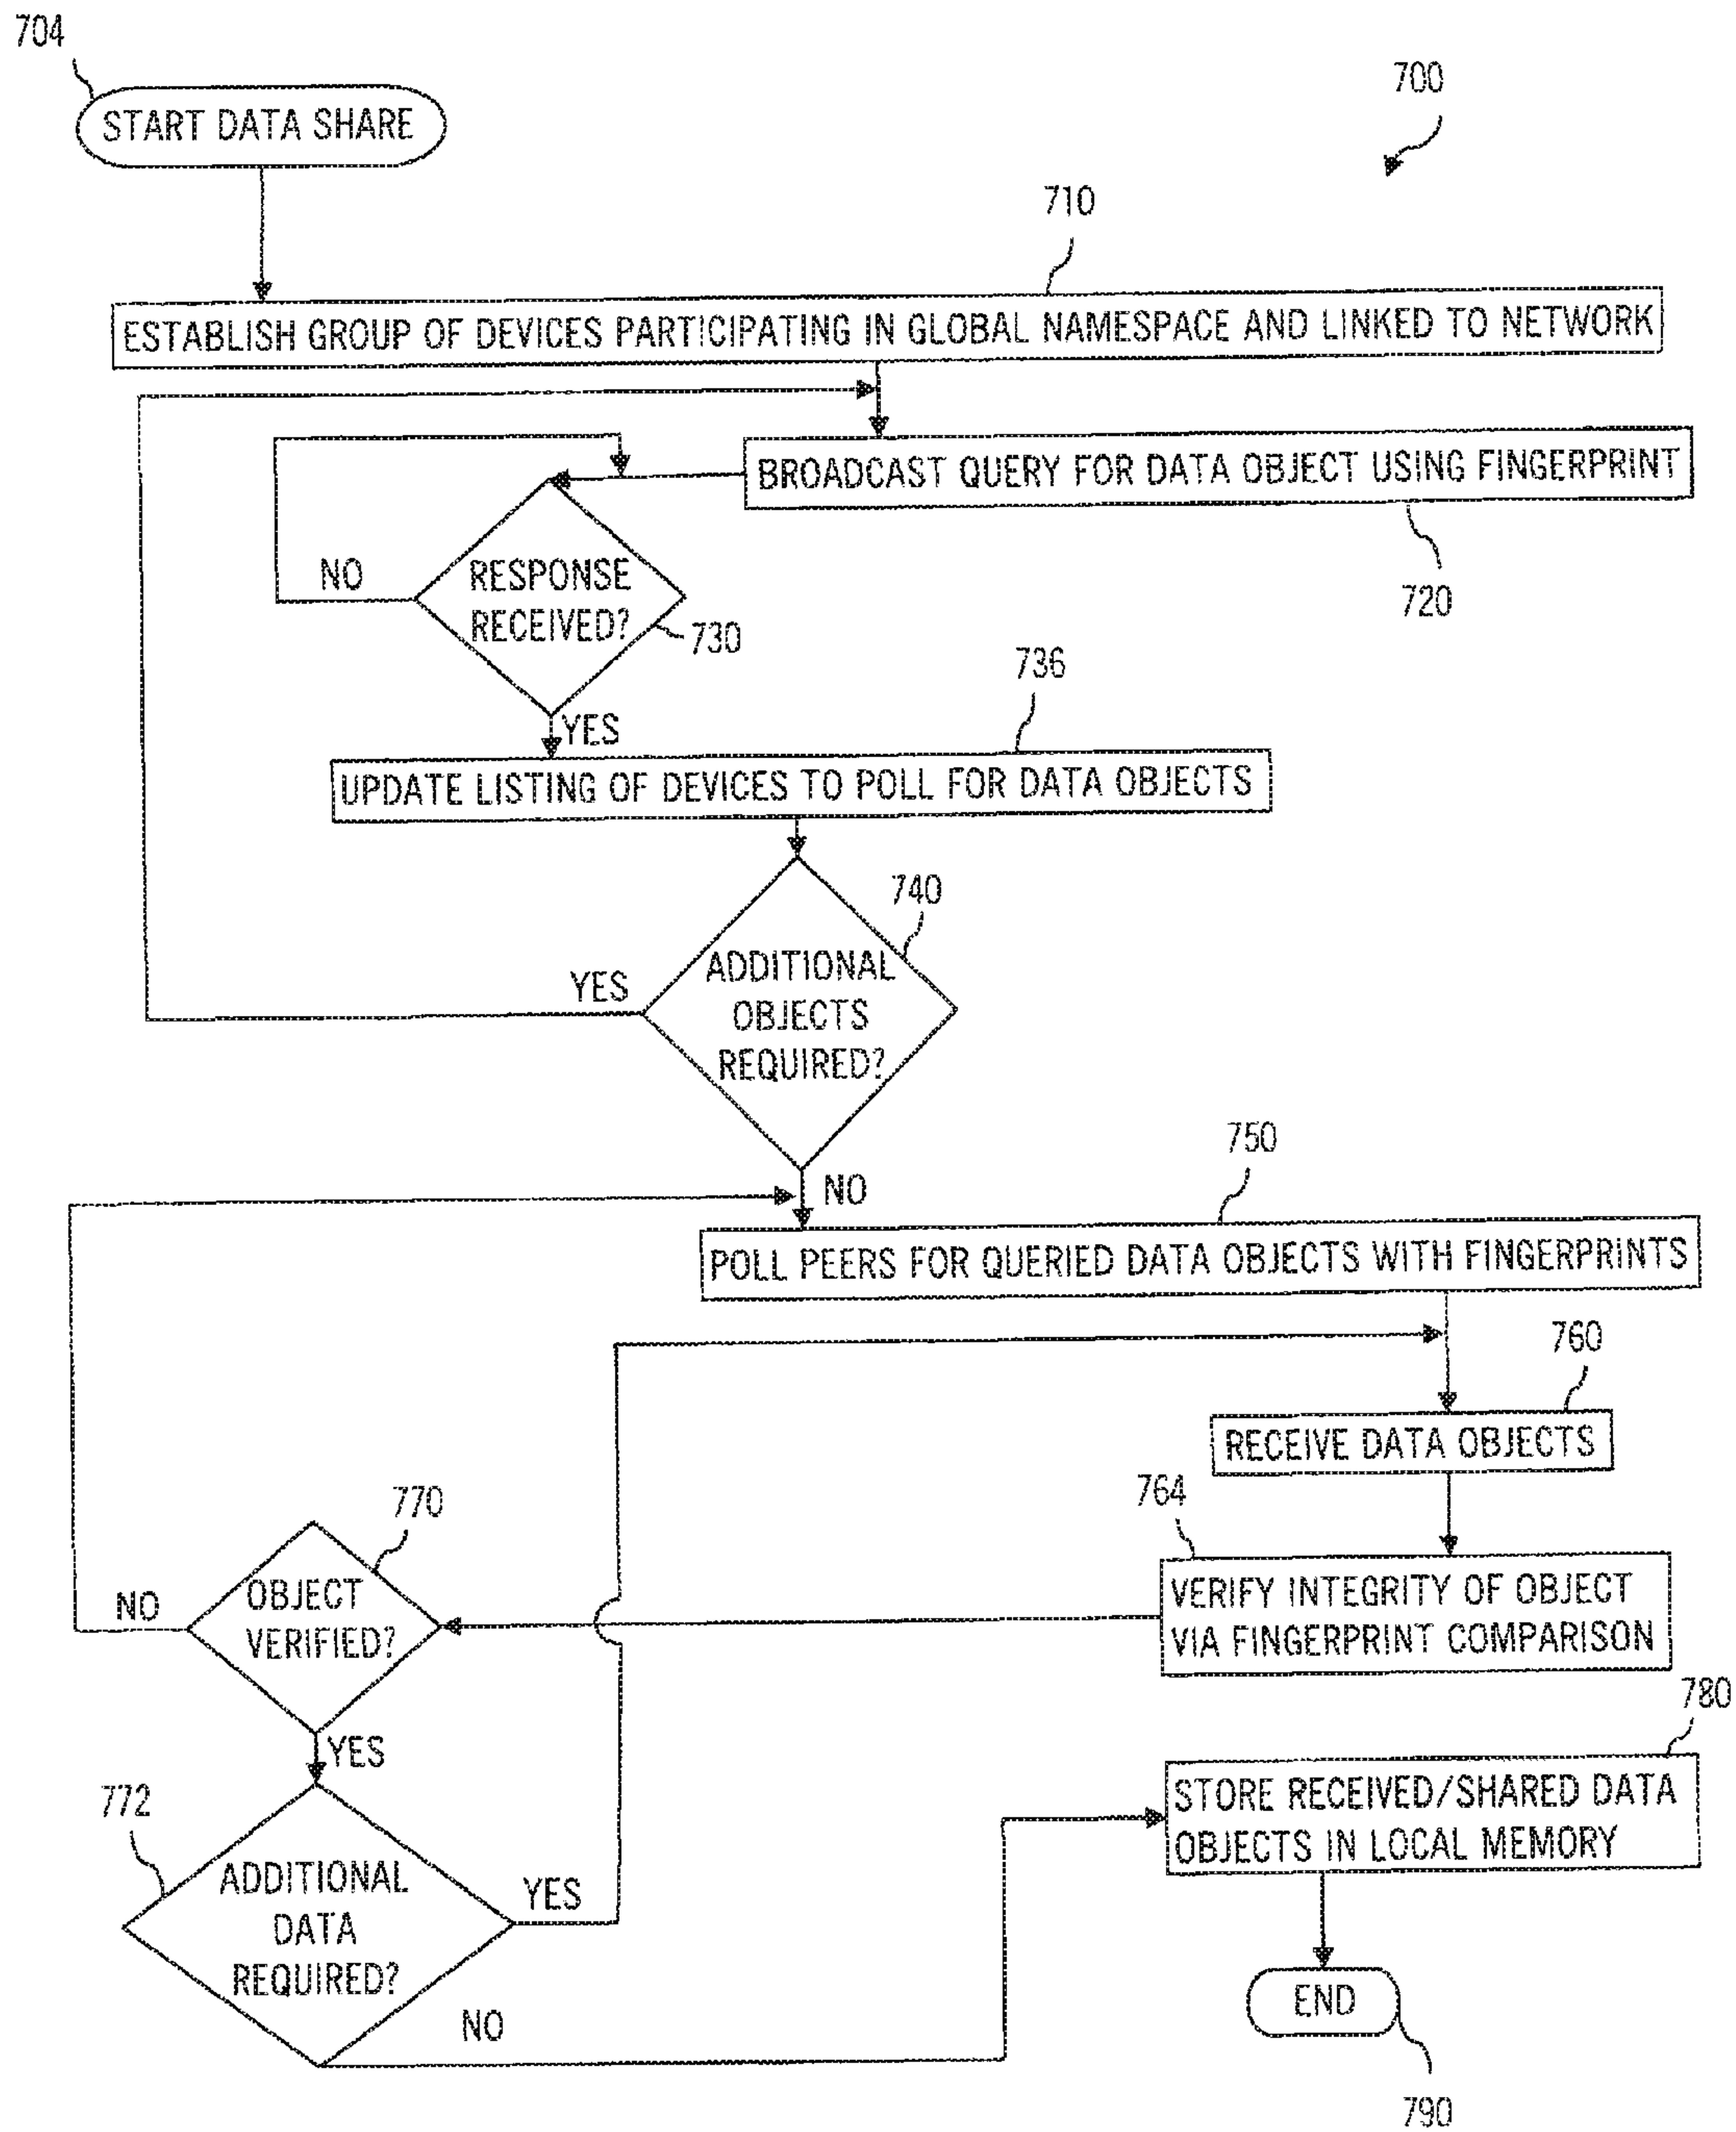 704
START DATA SHARE
700
710
ESTABLISH GROUP OF DEVICES PARTICIPATING IN GLOBAL NAMESPACE AND LINKED TO NETWORK
BROADCAST QUERY FOR DATA OBJECT USING FINGERPRINT
720
NO
RESPONSE
RECEIVED?
730
YES
736
UPDATE LISTING OF DEVICES TO POLL FOR DATA OBJECTS
740
YES
ADDITIONAL
OBJECTS
REQUIRED?
NO
750
POLL PEERS FOR QUERIED DATA OBJECTS WITH FINGERPRINTS
760
RECEIVE DATA OBJECTS
764
VERIFY INTEGRITY OF OBJECT
VIA FINGERPRINT COMPARISON
770
NO
OBJECT
VERIFIED?
YES
772
ADDITIONAL
DATA
REQUIRED?
YES
NO
780
STORE RECEIVED/SHARED DATA
OBJECTS IN LOCAL MEMORY
END
790